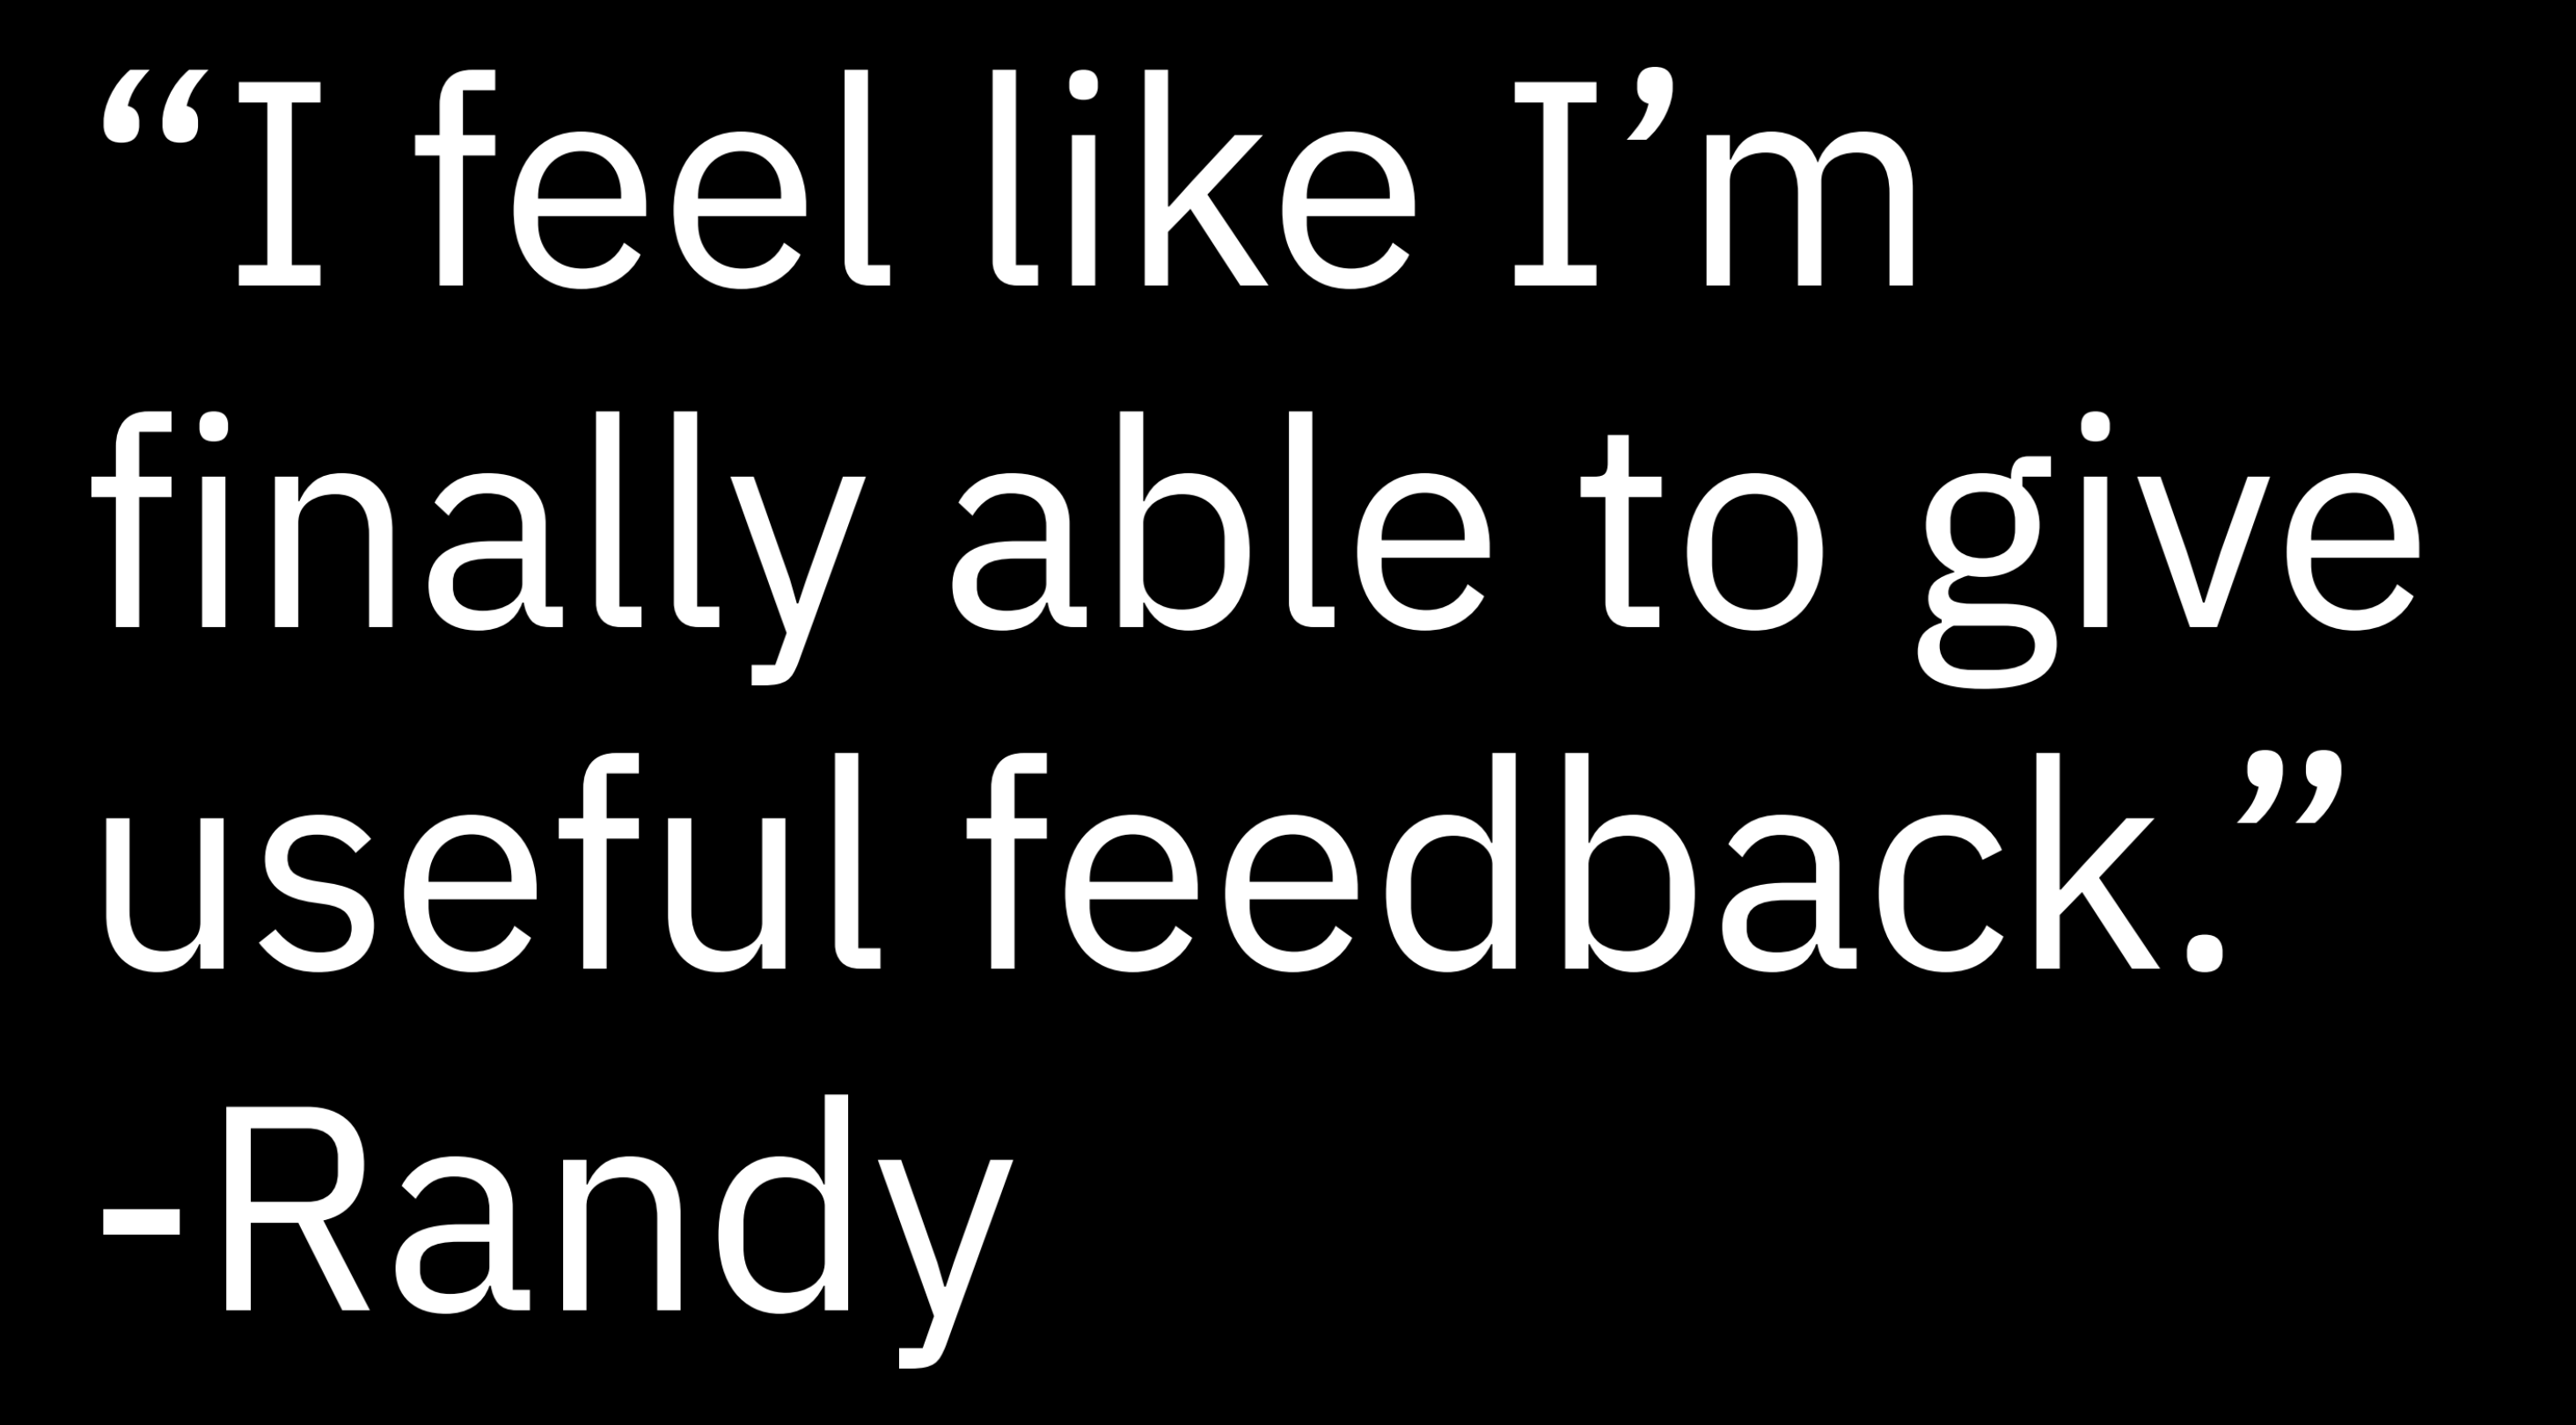 “I feel like I’m
finally able to give
useful feedback.”
-Randy